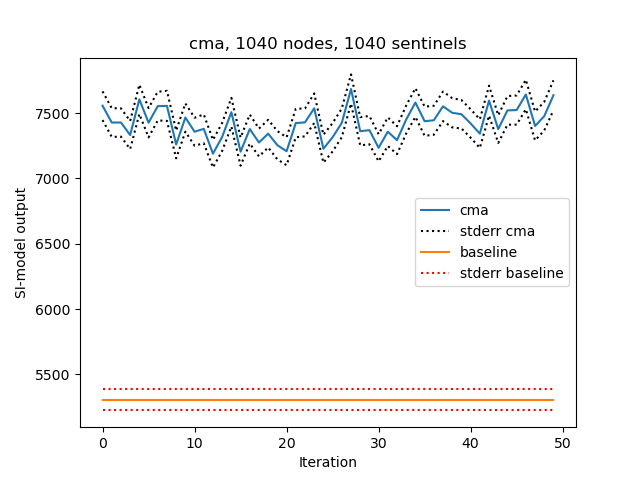 cma, 1040 nodes, 1040 sentinels
SI-model output
7500
7000
6500
6000
5500
cma
stderr cma
baseline
stderr baseline
0 10 20 30 40 50
Iteration